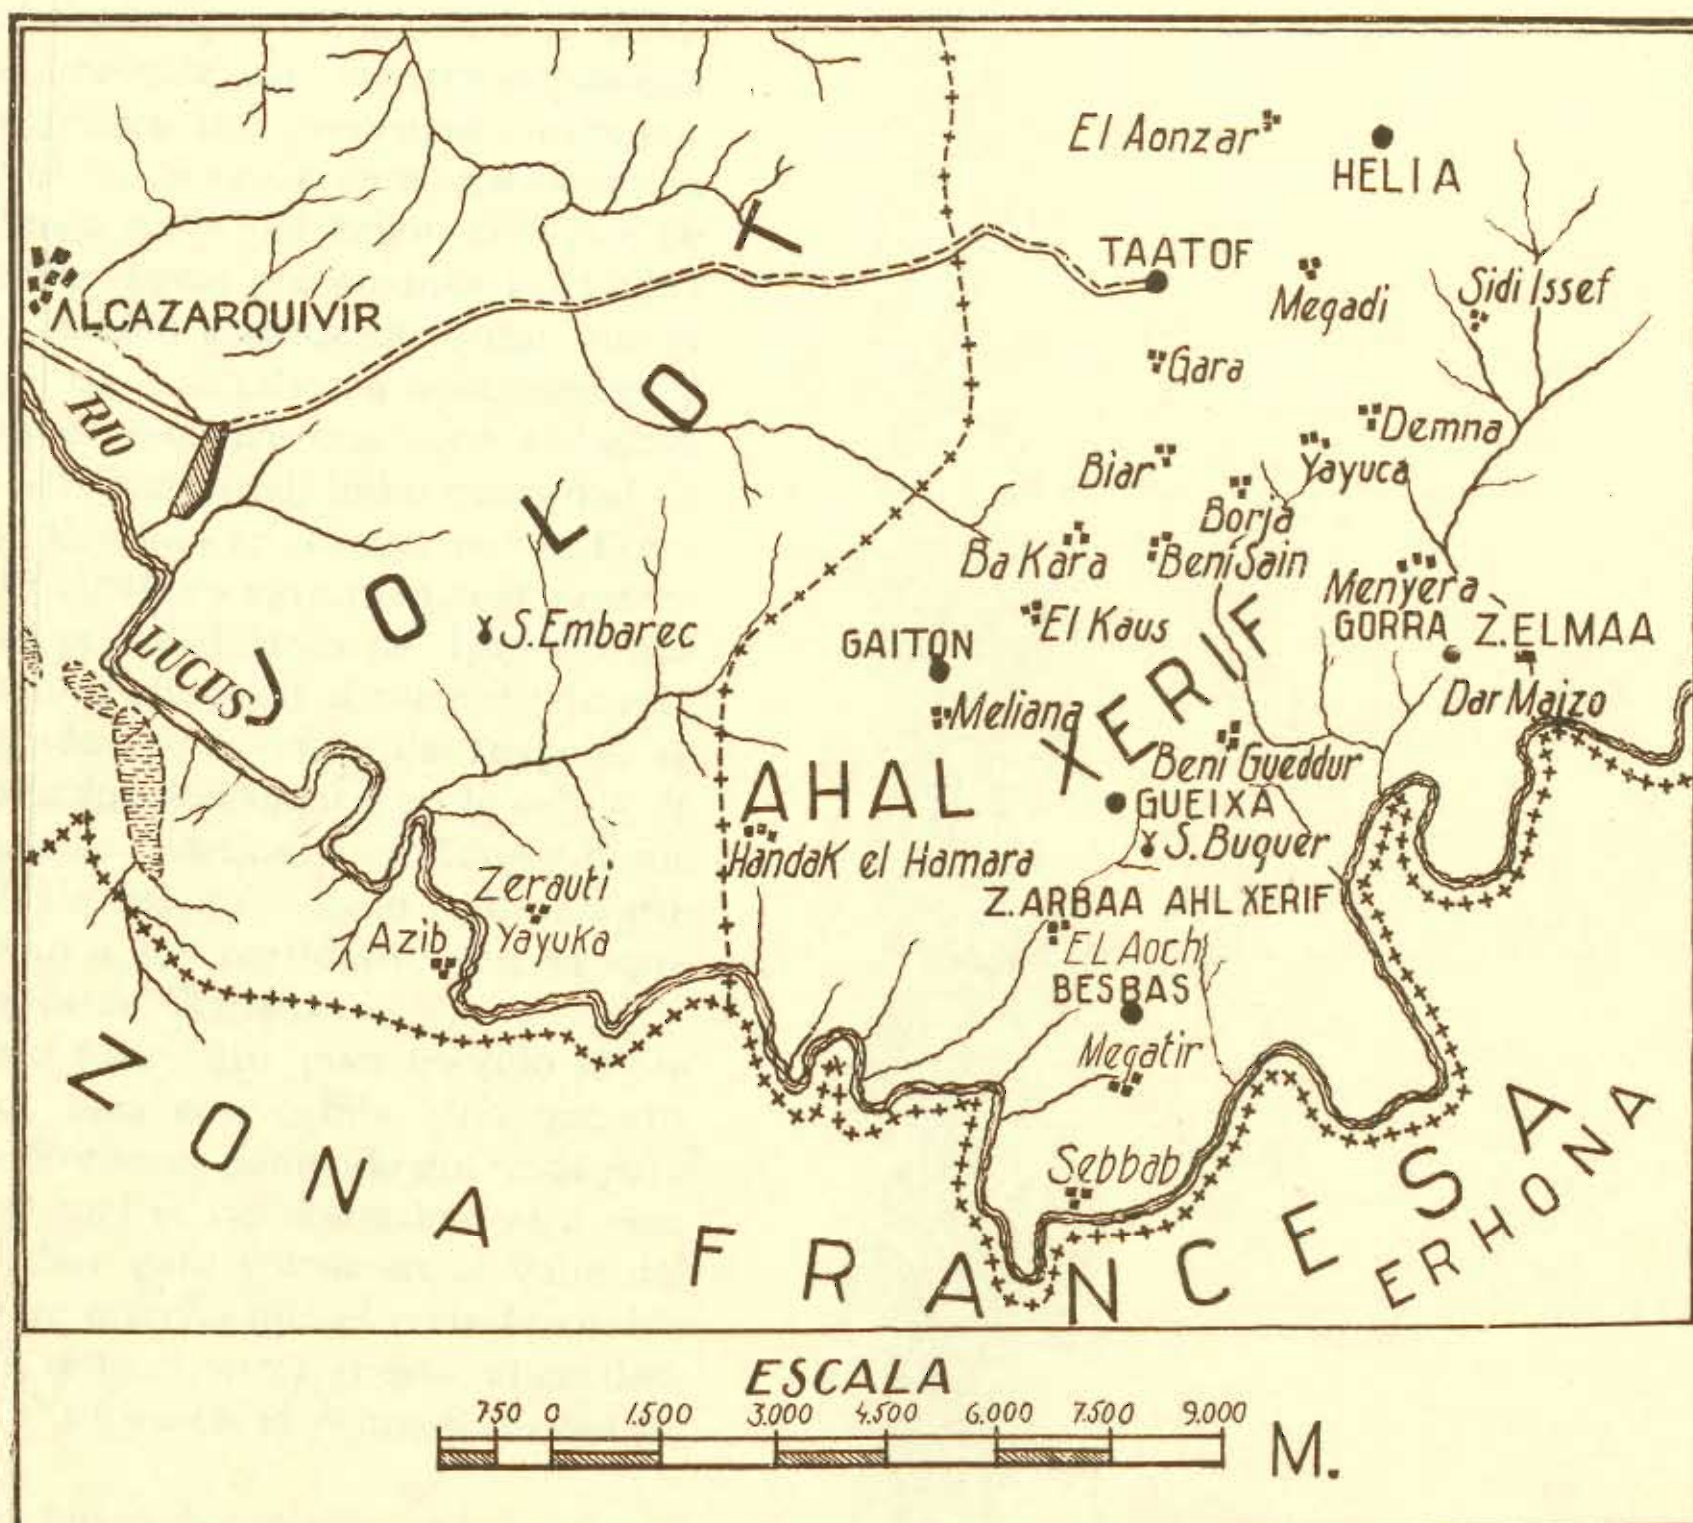 El Aonzar
HELIA
TAATOF
Megadi
Sidi Issef
ALCAZARQUIVIR
Gara
RIO
LUCUS
JOLOT
Demna
Biar
Yayuca
Borja
Ba Kara
Beni Sain
Menyera
S. Embarec
GAITON
El Kaus
GORRA
Z. ELMAA
Meliana
Dar Maizo
AHAL XERIF
Beni Gueddur
GUEIXA
S. Buquer
Handak el Hamara
Zerauti
Z. ARBAA AHL XERIF
Azib
Yayuka
EL Aoch
BESBAS
Megatir
Sebbab
ZONA FRANCESA
ERHONA
ESCALA
750 0 1.500 3.000 4.500 6.000 7.500 9.000
M.